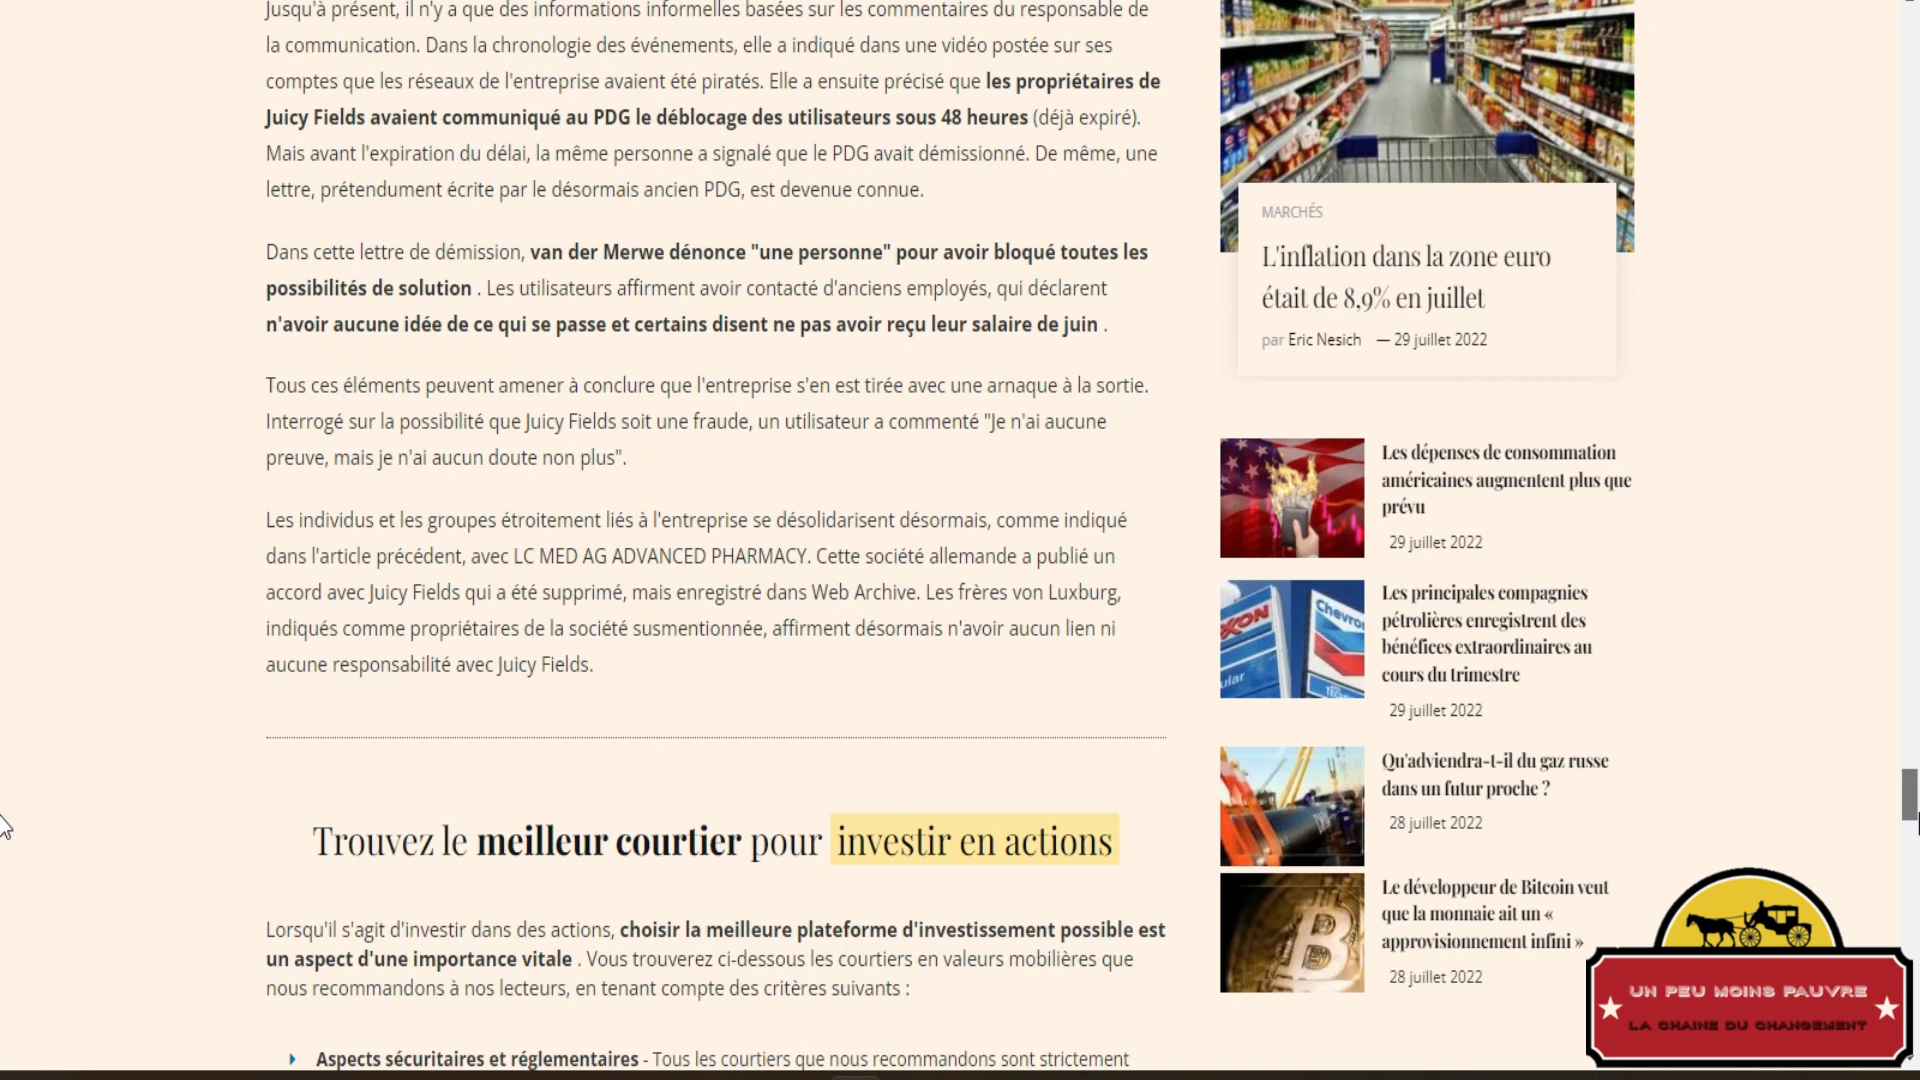 Jusqu'à présent, il n'y a que des informations informelles basées sur les commentaires du responsable de
la communication. Dans la chronologie des événements, elle a indiqué dans une vidéo postée sur ses
comptes que les réseaux de l'entreprise avaient été piratés. Elle a ensuite précisé que les propriétaires de
Juicy Fields avaient communiqué au PDG le déblocage des utilisateurs sous 48 heures (déjà expiré).
Mais avant l'expiration du délai, la même personne a signalé que le PDG avait démissionné. De même, une
lettre, prétendument écrite par le désormais ancien PDG, est devenue connue.
Dans cette lettre de démission, van der Merwe dénonce "une personne" pour avoir bloqué toutes les
possibilités de solution . Les utilisateurs affirment avoir contacté d'anciens employés, qui déclarent
n'avoir aucune idée de ce qui se passe et certains disent ne pas avoir reçu leur salaire de juin .
Tous ces éléments peuvent amener à conclure que l'entreprise s'en est tirée avec une arnaque à la sortie.
Interrogé sur la possibilité que Juicy Fields soit une fraude, un utilisateur a commenté "Je n'ai aucune
preuve, mais je n'ai aucun doute non plus".
Les individus et les groupes étroitement liés à l'entreprise se désolidarisent désormais, comme indiqué
dans l'article précédent, avec LC MED AG ADVANCED PHARMACY. Cette société allemande a publié un
accord avec Juicy Fields qui a été supprimé, mais enregistré dans Web Archive. Les frères von Luxburg,
indiqués comme propriétaires de la société susmentionnée, affirment désormais n'avoir aucun lien ni
aucune responsabilité avec Juicy Fields.
Trouvez le meilleur courtier pour investir en actions
Lorsqu'il s'agit d'investir dans des actions, choisir la meilleure plateforme d'investissement possible est
un aspect d'une importance vitale . Vous trouverez ci-dessous les courtiers en valeurs mobilières que
nous recommandons à nos lecteurs, en tenant compte des critères suivants :
Aspects sécuritaires et réglementaires - Tous les courtiers que nous recommandons sont strictement
MARCHÉS
L'inflation dans la zone euro
était de 8,9% en juillet
par Eric Nesich — 29 juillet 2022
Les dépenses de consommation
américaines augmentent plus que
prévu
29 juillet 2022
Les principales compagnies
pétrolières enregistrent des
bénéfices extraordinaires au
cours du trimestre
29 juillet 2022
Qu'adviendra-t-il du gaz russe
dans un futur proche ?
28 juillet 2022
Le développeur de Bitcoin veut
que la monnaie ait un «
approvisionnement infini »
28 juillet 2022
UN PEU MOINS PAUVRE
LA CHAINE DU CHANGEMENT